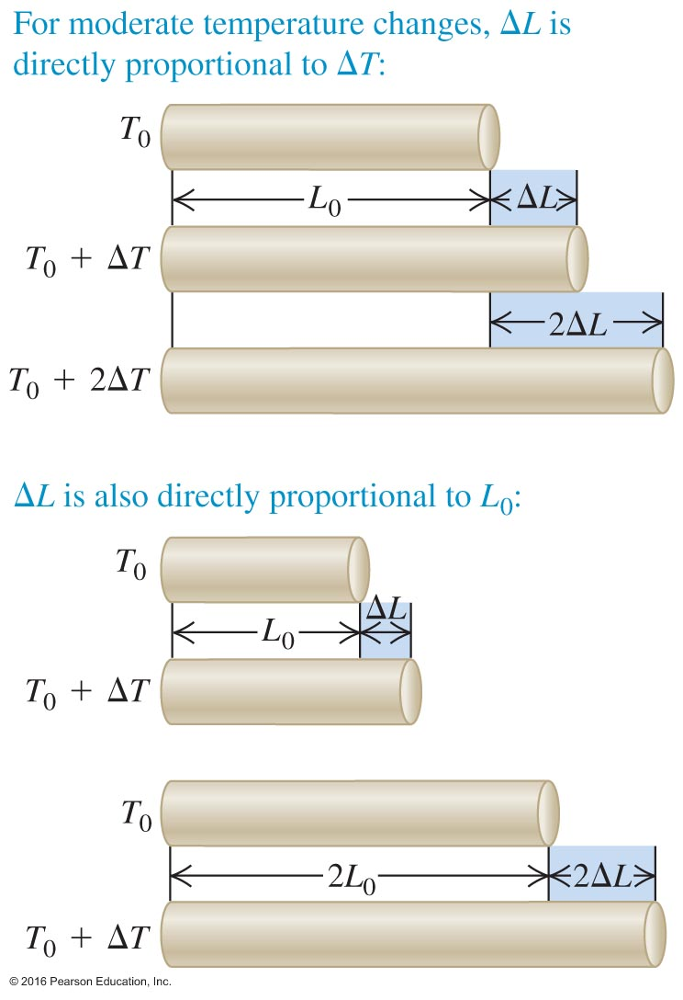 For moderate temperature changes, ΔL is
directly proportional to ΔT:
T₀
L₀
ΔL
T₀ + ΔT
2ΔL
T₀ + 2ΔT
ΔL is also directly proportional to L₀:
T₀
ΔL
L₀
T₀ + ΔT
T₀
2L₀
2ΔL
T₀ + ΔT
© 2016 Pearson Education, Inc.